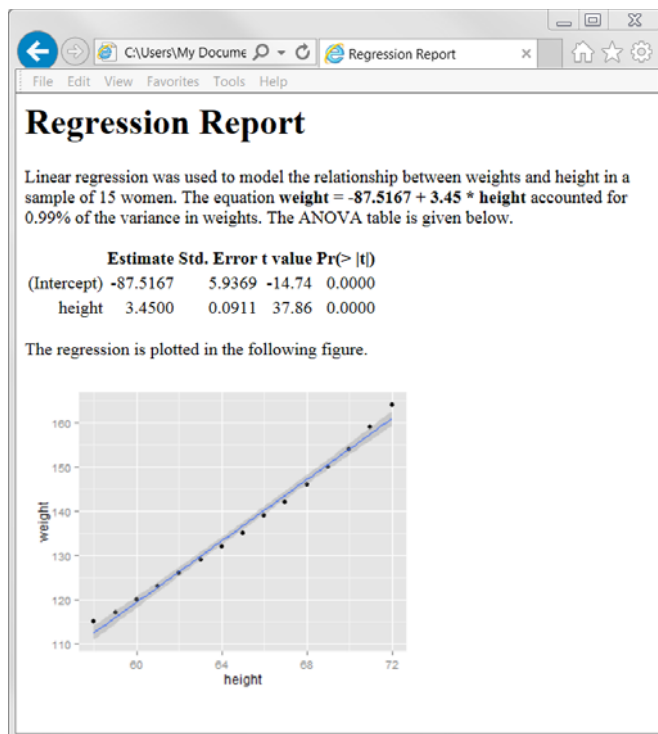 C:\Users\My Docume
Regression Report
File Edit View Favorites Tools Help
Regression Report
Linear regression was used to model the relationship between weights and height in a
sample of 15 women. The equation weight = -87.5167 + 3.45 * height accounted for
0.99% of the variance in weights. The ANOVA table is given below.
Estimate Std. Error t value Pr(> |t|)
(Intercept) -87.5167 5.9369 -14.74 0.0000
height 3.4500 0.0911 37.86 0.0000
The regression is plotted in the following figure.
160
150
140
130
120
110
weight
60 64 68 72
height